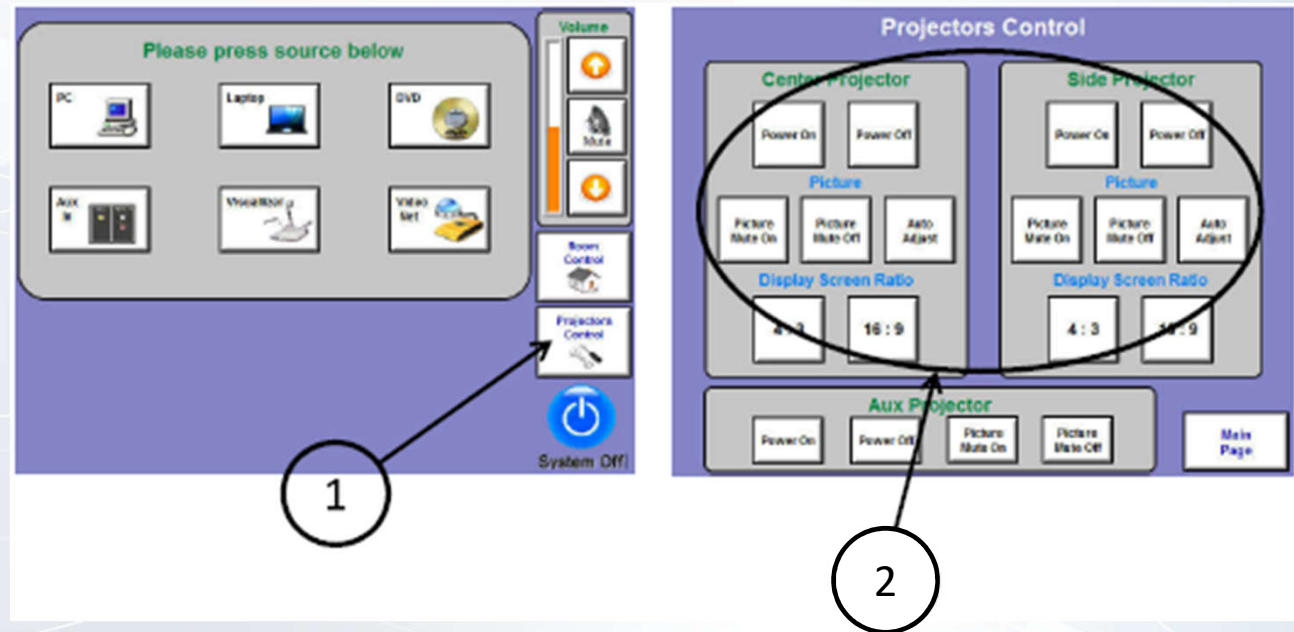 Please press source below
PC
Laptop
DVD
Aux
In
Visualizer
Video
Net
Volume
Mute
Room
Control
Projectors
Control
System Off
1
Projectors Control
Center Projector
Power On
Power Off
Picture
Picture
Mute On
Picture
Mute Off
Auto
Adjust
Display Screen Ratio
4 : 3
16 : 9
Side Projector
Power On
Power Off
Picture
Picture
Mute On
Picture
Mute Off
Auto
Adjust
Display Screen Ratio
4 : 3
16 : 9
Aux Projector
Power On
Power Off
Picture
Mute On
Picture
Mute Off
Main
Page
2